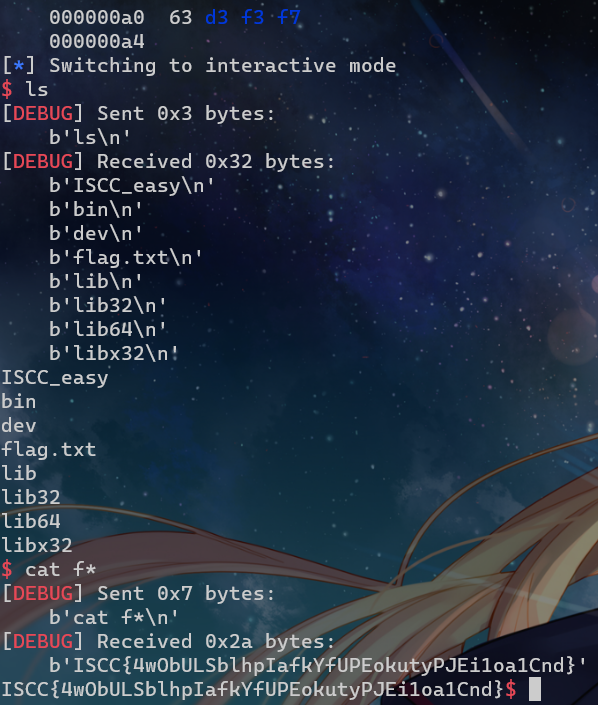 000000a0  63 d3 f3 f7
000000a4
[*] Switching to interactive mode
$ ls
[DEBUG] Sent 0x3 bytes:
b'ls\n'
[DEBUG] Received 0x32 bytes:
b'ISCC_easy\n'
b'bin\n'
b'dev\n'
b'flag.txt\n'
b'lib\n'
b'lib32\n'
b'lib64\n'
b'libx32\n'
ISCC_easy
bin
dev
flag.txt
lib
lib32
lib64
libx32
$ cat f*
[DEBUG] Sent 0x7 bytes:
b'cat f*\n'
[DEBUG] Received 0x2a bytes:
b'ISCC{4wObULSblhpIafkYfUPEokutyPJEi1oa1Cnd}'
ISCC{4wObULSblhpIafkYfUPEokutyPJEi1oa1Cnd}$